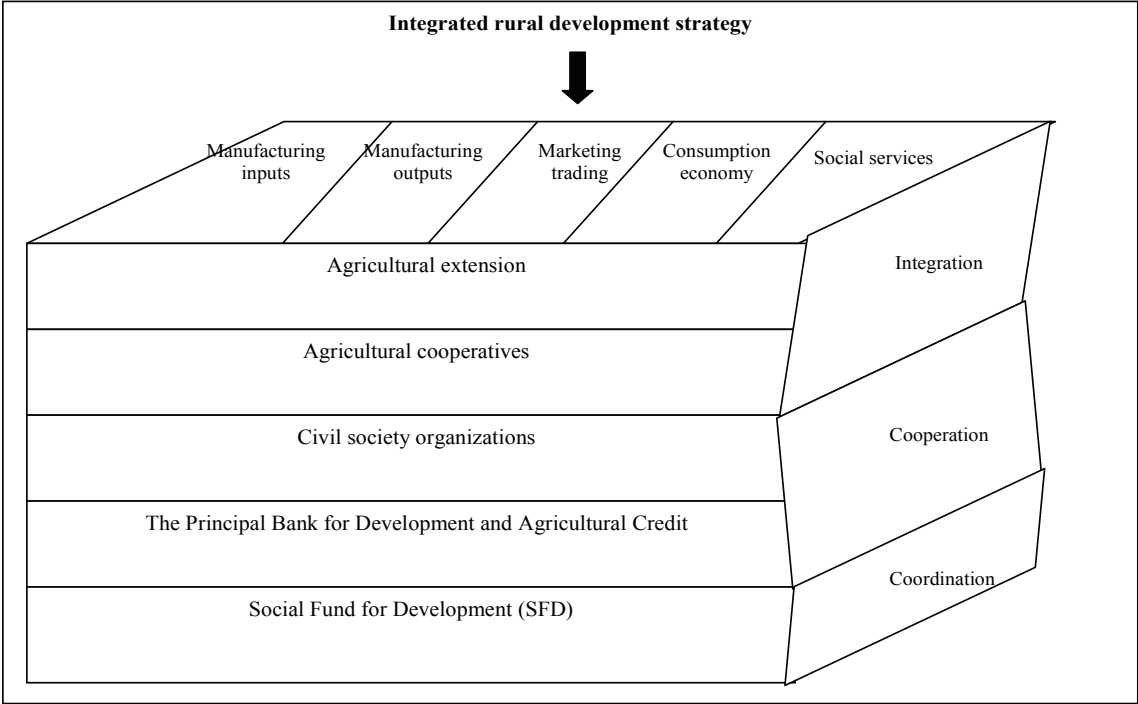 Integrated rural development strategy
Manufacturing
inputs
Manufacturing
outputs
Marketing
trading
Consumption
economy
Social services
Agricultural extension
Integration
Agricultural cooperatives
Civil society organizations
Cooperation
The Principal Bank for Development and Agricultural Credit
Coordination
Social Fund for Development (SFD)